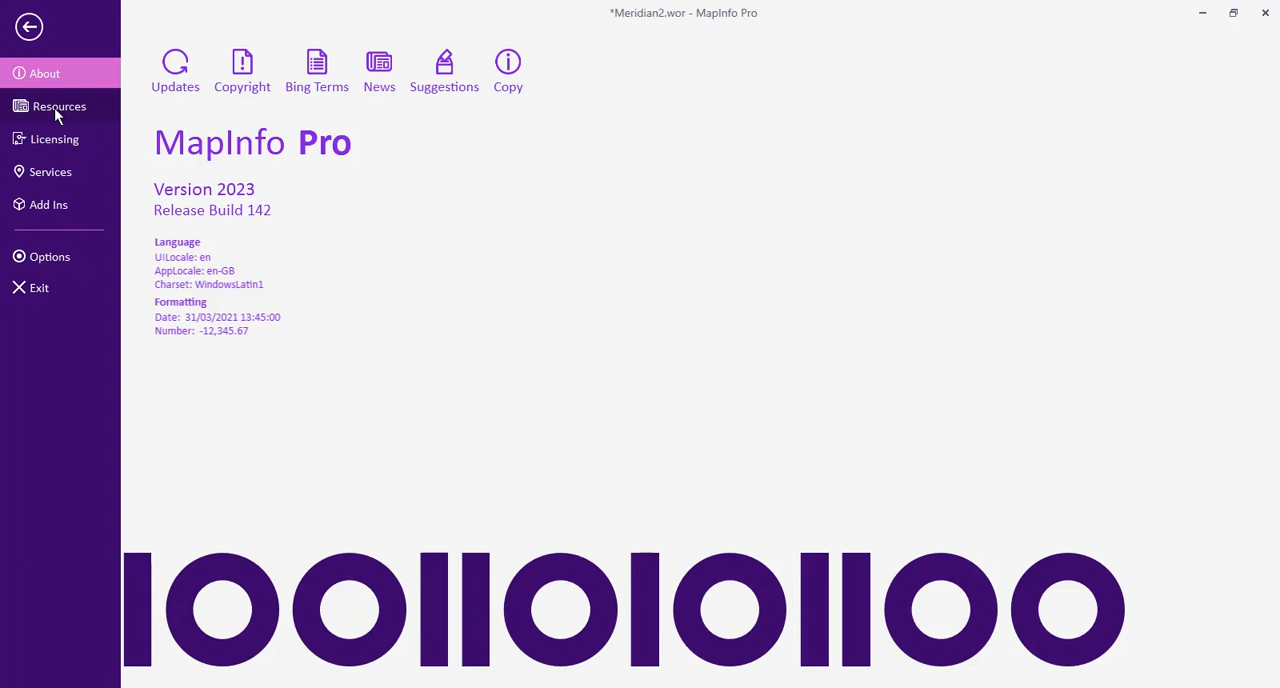 *Meridian2.wor - MapInfo Pro
About
Resources
Licensing
Services
Add Ins
Options
Exit
Updates Copyright Bing Terms News Suggestions Copy
MapInfo Pro
Version 2023
Release Build 142
Language
UILocale: en
AppLocale: en-GB
Charset: WindowsLatin1
Formatting
Date: 31/03/2021 13:45:00
Number: -12,345.67